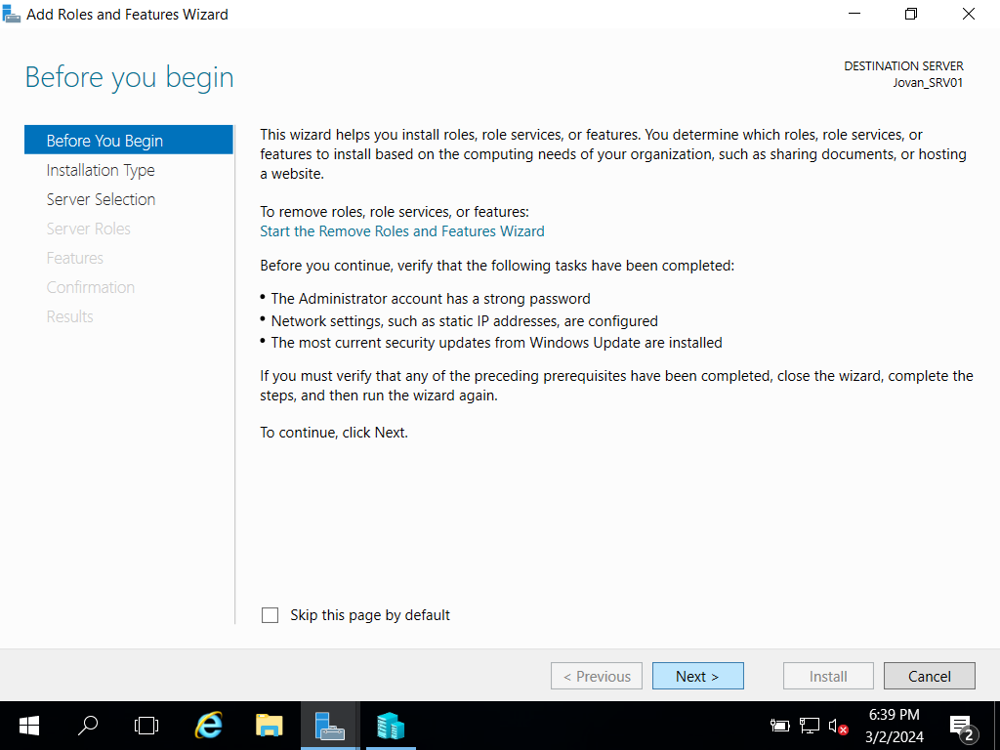 Add Roles and Features Wizard
Before you begin
DESTINATION SERVER
Jovan_SRV01
Before You Begin
Installation Type
Server Selection
Server Roles
Features
Confirmation
Results
This wizard helps you install roles, role services, or features. You determine which roles, role services, or
features to install based on the computing needs of your organization, such as sharing documents, or hosting
a website.
To remove roles, role services, or features:
Start the Remove Roles and Features Wizard
Before you continue, verify that the following tasks have been completed:
• The Administrator account has a strong password
• Network settings, such as static IP addresses, are configured
• The most current security updates from Windows Update are installed
If you must verify that any of the preceding prerequisites have been completed, close the wizard, complete the
steps, and then run the wizard again.
To continue, click Next.
Skip this page by default
< Previous
Next >
Install
Cancel
6:39 PM
3/2/2024
2